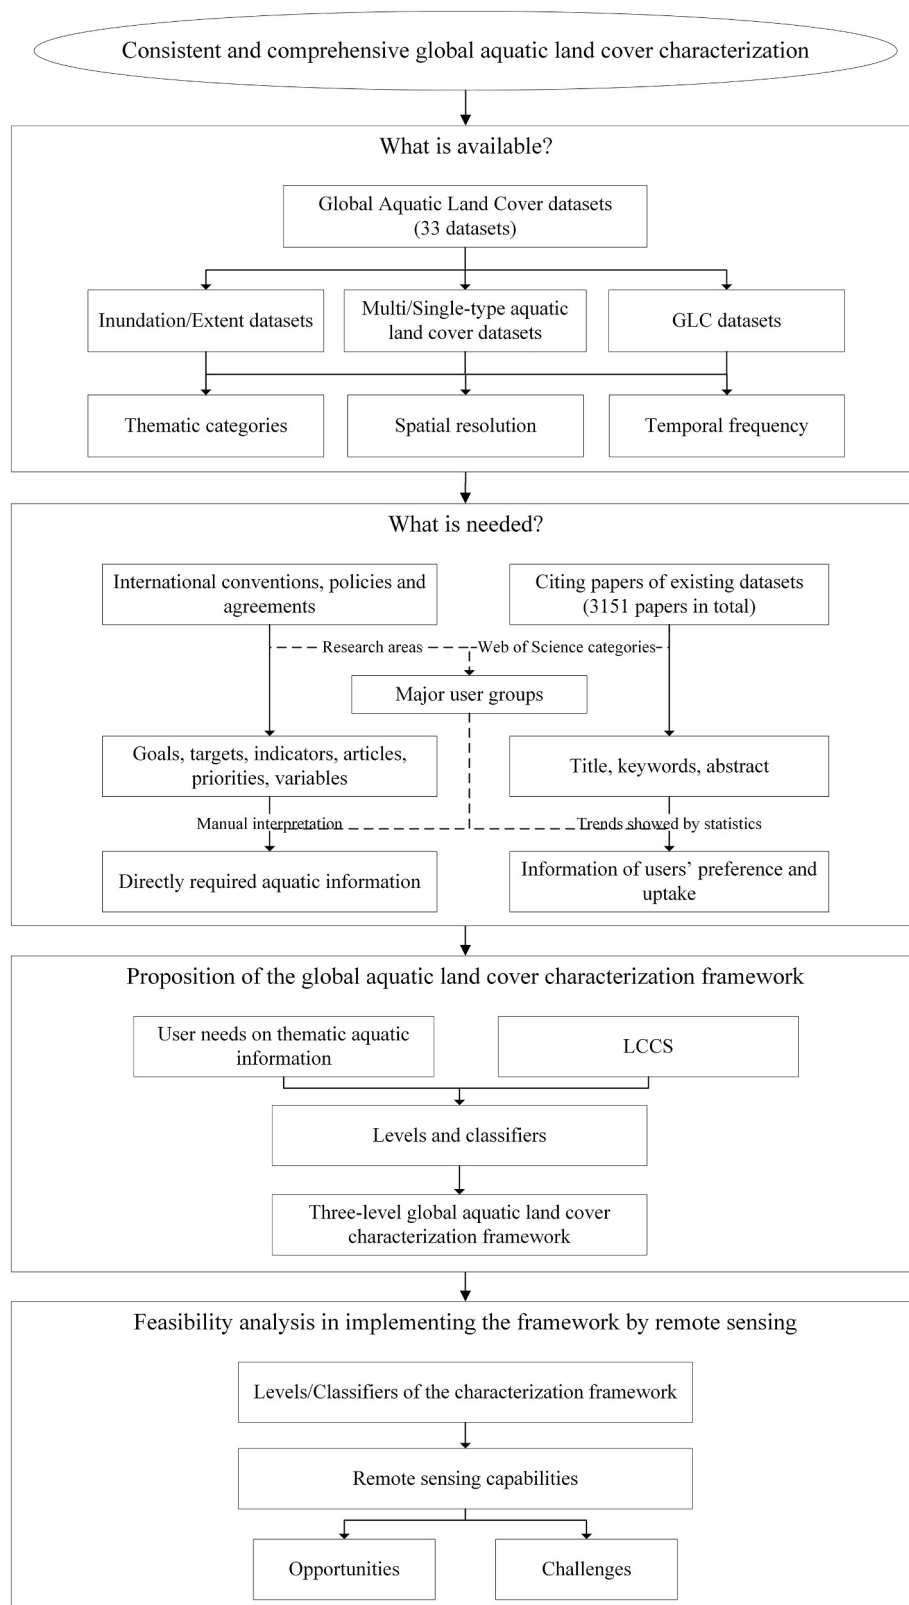 Consistent and comprehensive global aquatic land cover characterization
What is available?
Global Aquatic Land Cover datasets
(33 datasets)
Inundation/Extent datasets
Multi/Single-type aquatic
land cover datasets
GLC datasets
Thematic categories
Spatial resolution
Temporal frequency
What is needed?
International conventions, policies and
agreements
Citing papers of existing datasets
(3151 papers in total)
Research areas
Web of Science categories
Major user groups
Goals, targets, indicators, articles,
priorities, variables
Title, keywords, abstract
Manual interpretation
Trends showed by statistics
Directly required aquatic information
Information of users’ preference and
uptake
Proposition of the global aquatic land cover characterization framework
User needs on thematic aquatic
information
LCCS
Levels and classifiers
Three-level global aquatic land cover
characterization framework
Feasibility analysis in implementing the framework by remote sensing
Levels/Classifiers of the characterization framework
Remote sensing capabilities
Opportunities
Challenges